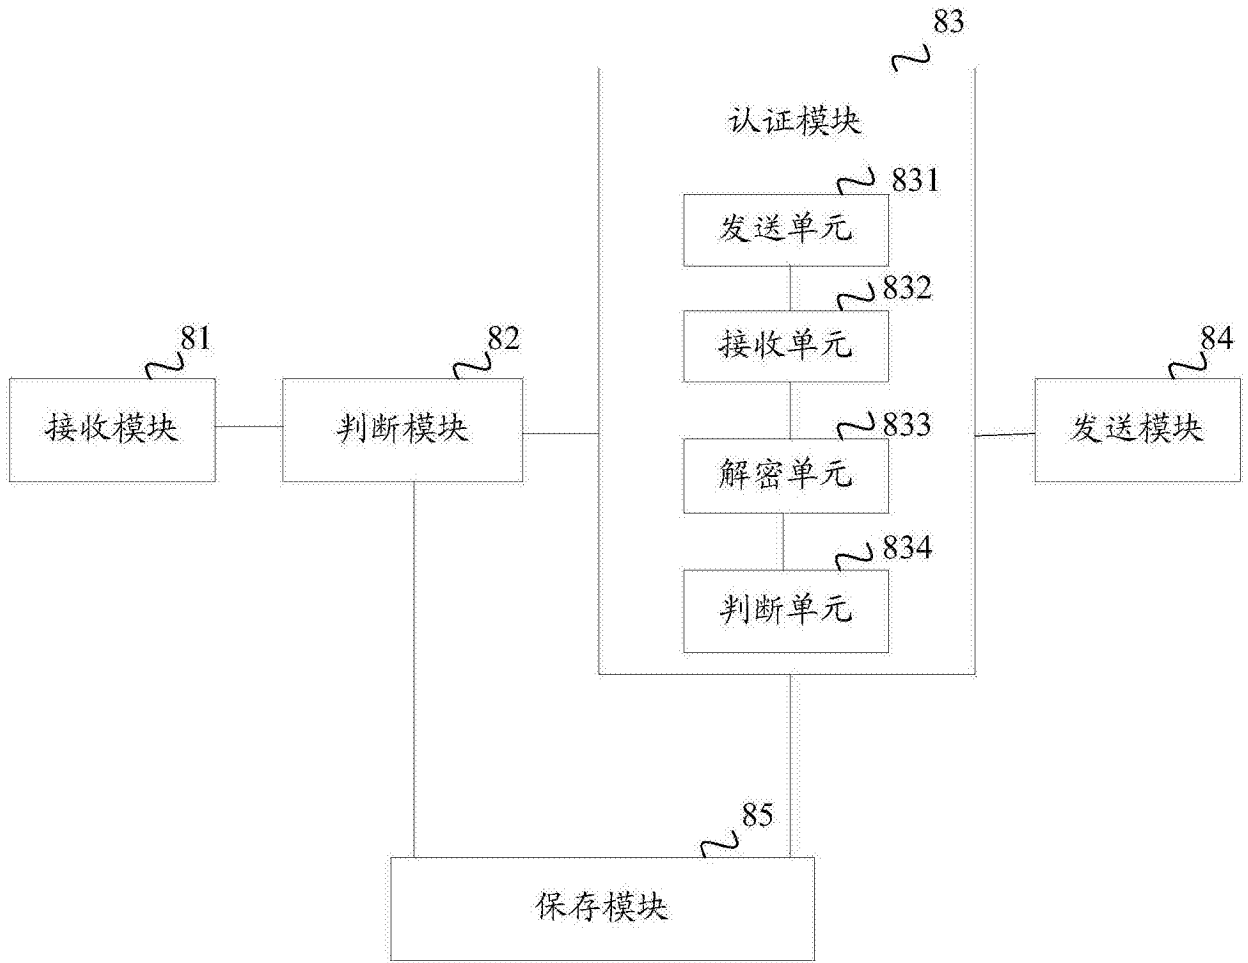 83
认证模块
831
发送单元
832
接收单元
81
82
84
接收模块
判断模块
833
发送模块
解密单元
834
判断单元
85
保存模块